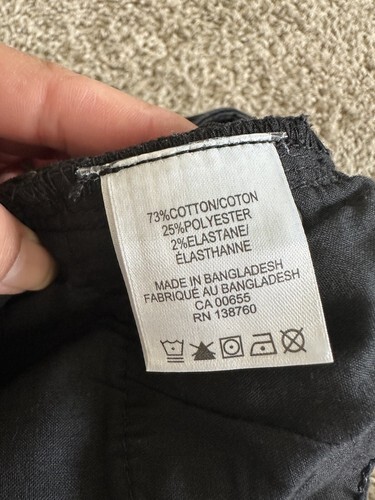 73%COTTON/COTON
25%POLYESTER
2%ELASTANE/
ÉLASTHANNE
MADE IN BANGLADESH
FABRIQUÉ AU BANGLADESH
CA 00655
RN 138760